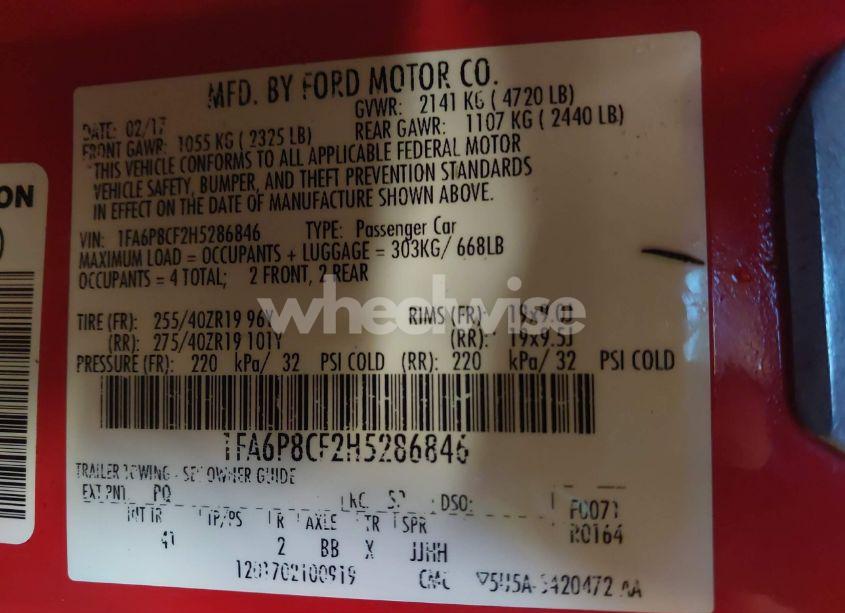 MFD. BY FORD MOTOR CO.
DATE: 02/17 GVWR: 2141 KG ( 4720 LB)
FRONT GAWR: 1055 KG ( 2325 LB) REAR GAWR: 1107 KG ( 2440 LB)
THIS VEHICLE CONFORMS TO ALL APPLICABLE FEDERAL MOTOR
VEHICLE SAFETY, BUMPER, AND THEFT PREVENTION STANDARDS
IN EFFECT ON THE DATE OF MANUFACTURE SHOWN ABOVE.
ON
VIN: 1FA6P8CF2H5286846 TYPE: Passenger Car
MAXIMUM LOAD = OCCUPANTS + LUGGAGE = 303KG/ 668LB
OCCUPANTS = 4 TOTAL; 2 FRONT, 2 REAR
wheelwise
TIRE (FR): 255/40ZR19 96Y RIMS (FR): 19x9.0J
(RR): 275/40ZR19 101Y (RR): 19x9.5J
PRESSURE (FR): 220 kPa/ 32 PSI COLD (RR): 220 kPa/ 32 PSI COLD
1FA6P8CF2H5286846
TRAILER TOWING - SEE OWNER GUIDE
EXT PNT: PQ DSO: F0071
R0164
INT TR TP/PS R AXLE TR SPR
41 2 BB X JJHH
1201702100919